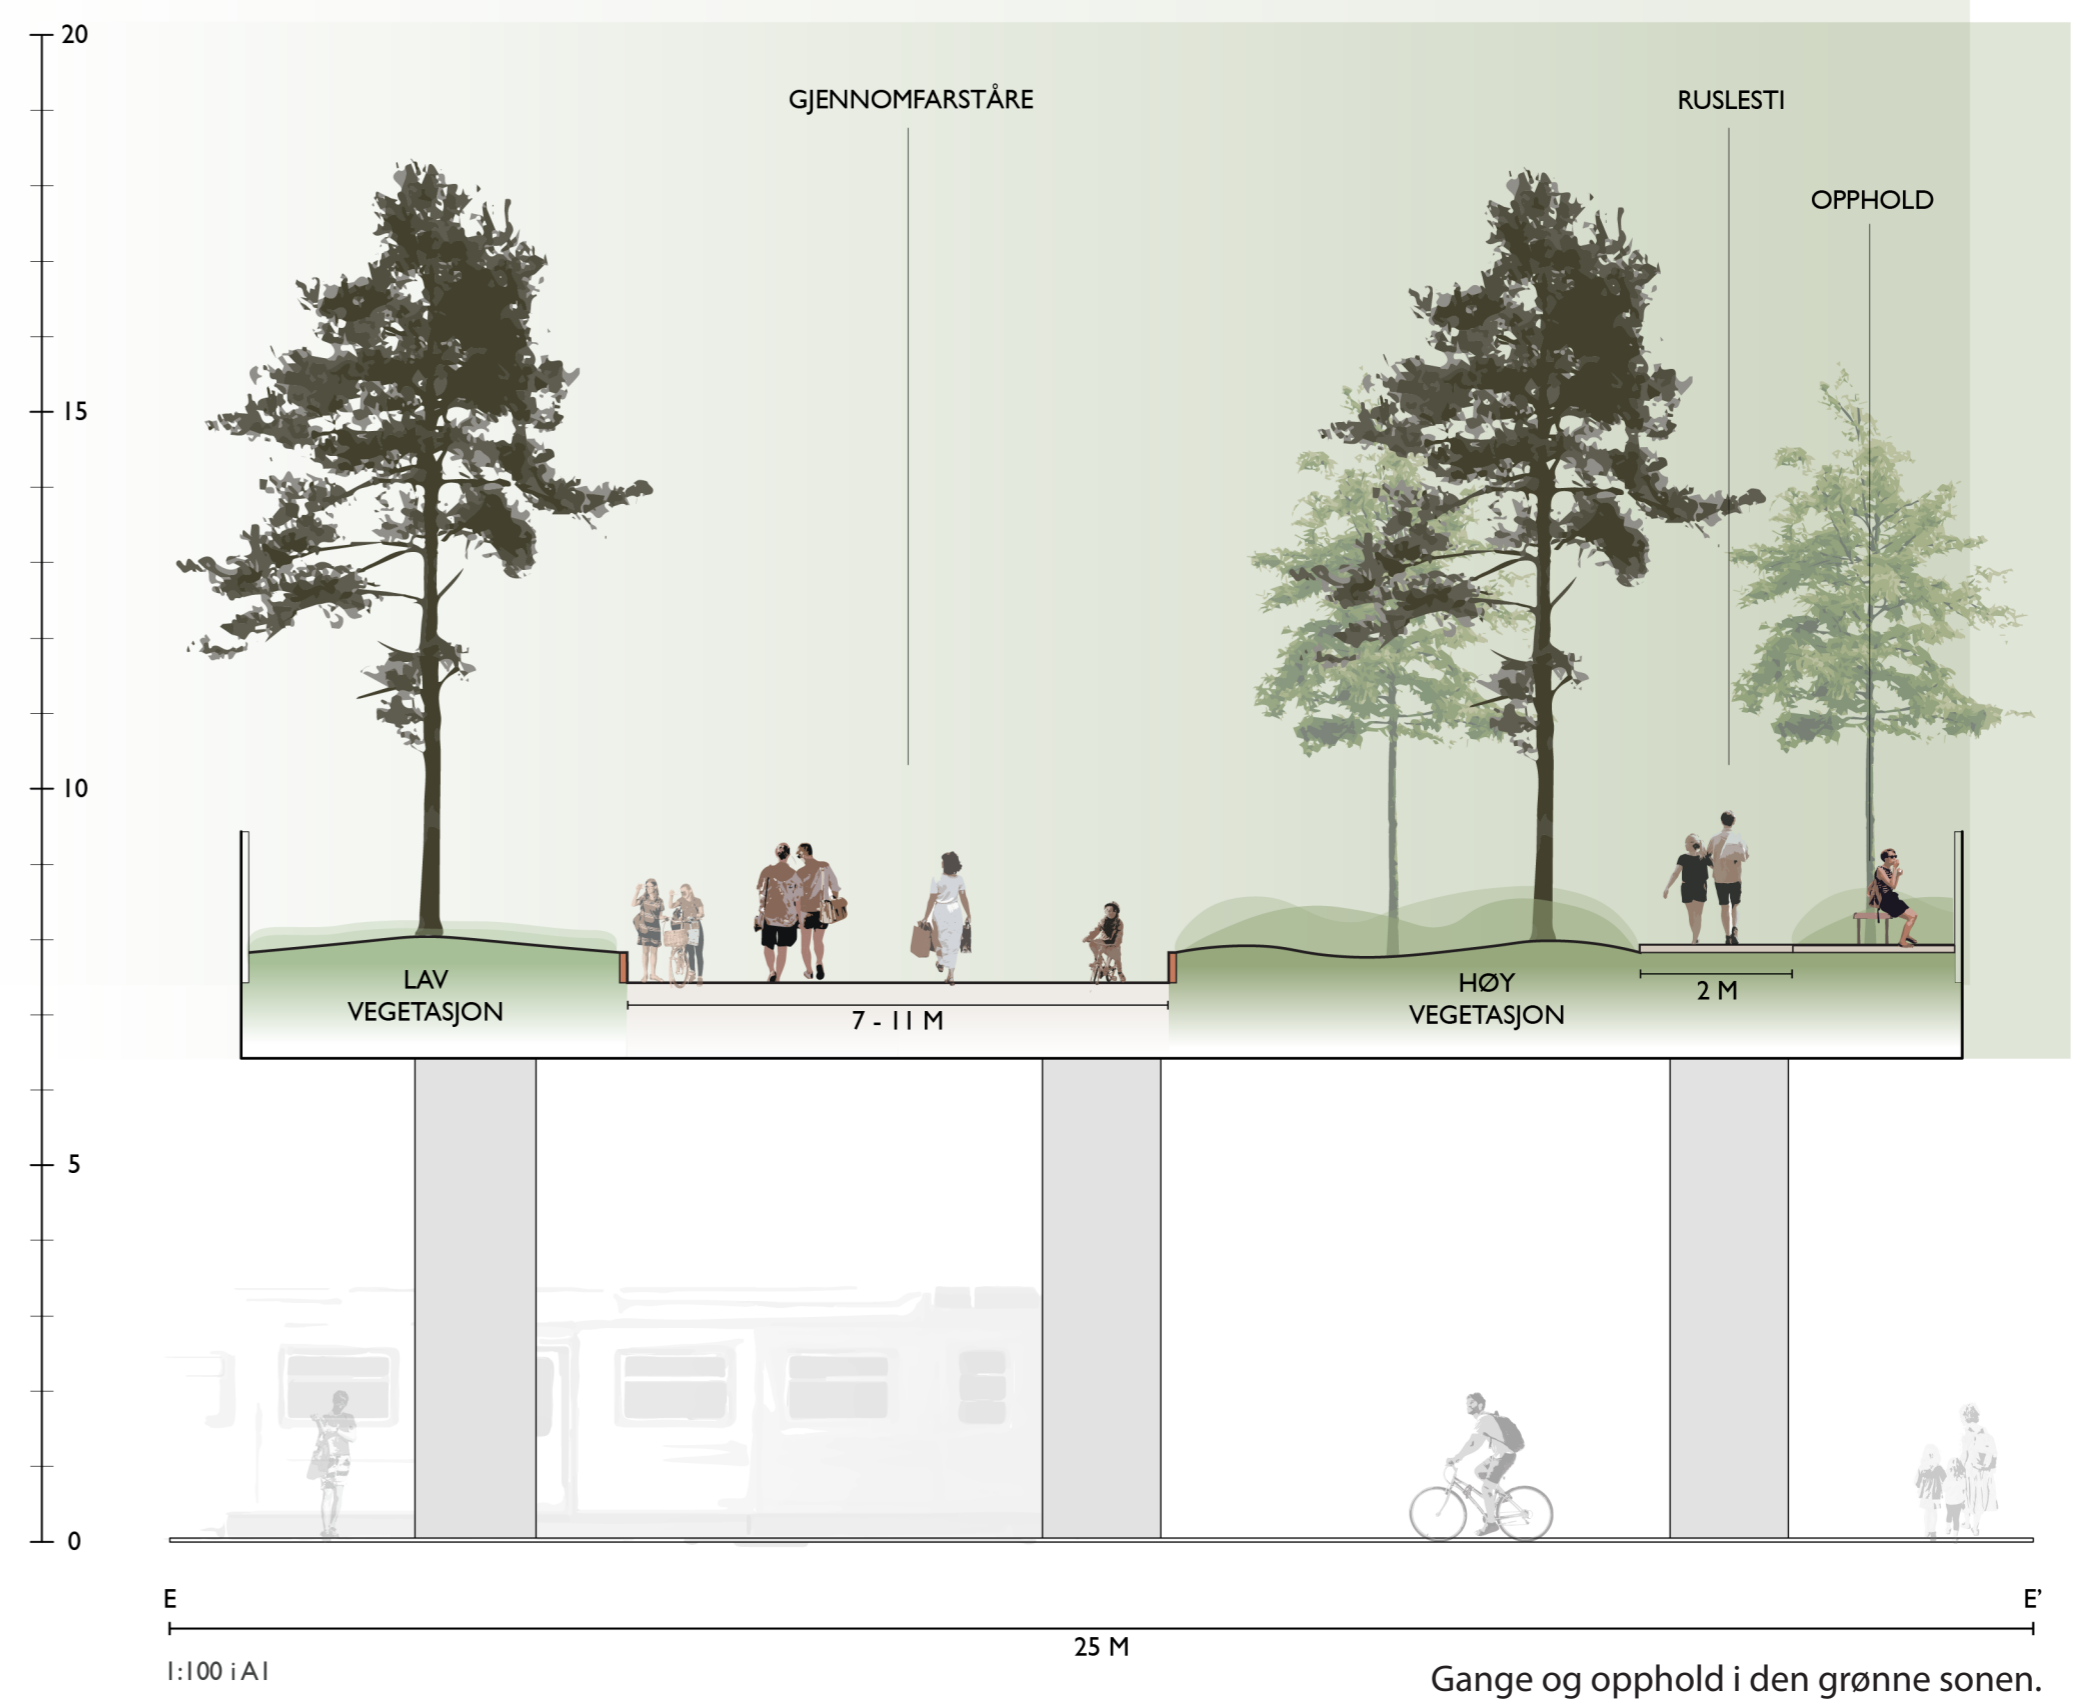 20
GJENNOMFARSTÅRE
RUSLESTI
OPPHOLD
15
10
LAV
VEGETASJON
7 - 11 M
HØY
VEGETASJON
2 M
5
0
E
E’
25 M
1:100 i A1
Gange og opphold i den grønne sonen.